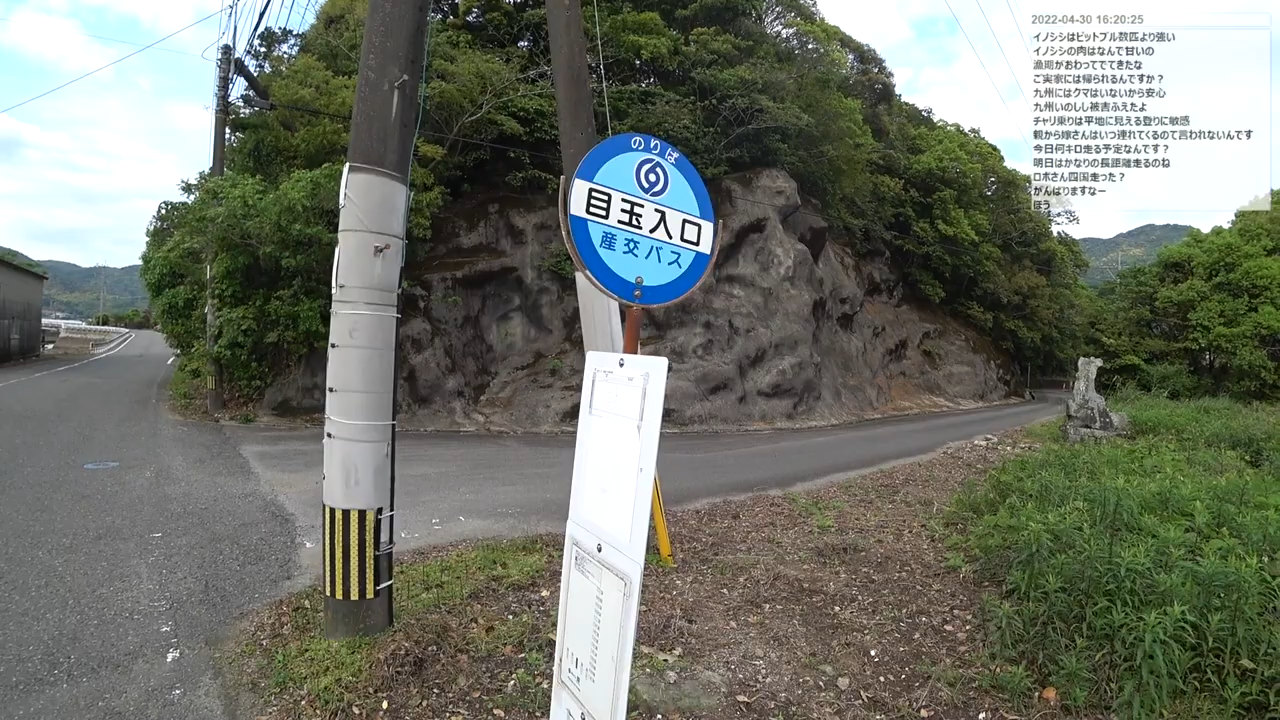 2022-04-30 16:20:25
イノシシはピットブル数匹より強い
イノシシの肉はなんで甘いの
漁期がおわってでてきたな
ご実家には帰られるんですか？
九州にはクマはいないから安心
九州いのしし被害ふえたよ
チャリ乗りは平地に見える登りに敏感
親から嫁さんはいつ連れてくるのて言われないんです
今日何キロ走る予定なんです？
明日はかなりの長距離走るのね
ロボさん四国走った？
がんばりますなー
ほう
のりば
目玉入口
産交バス